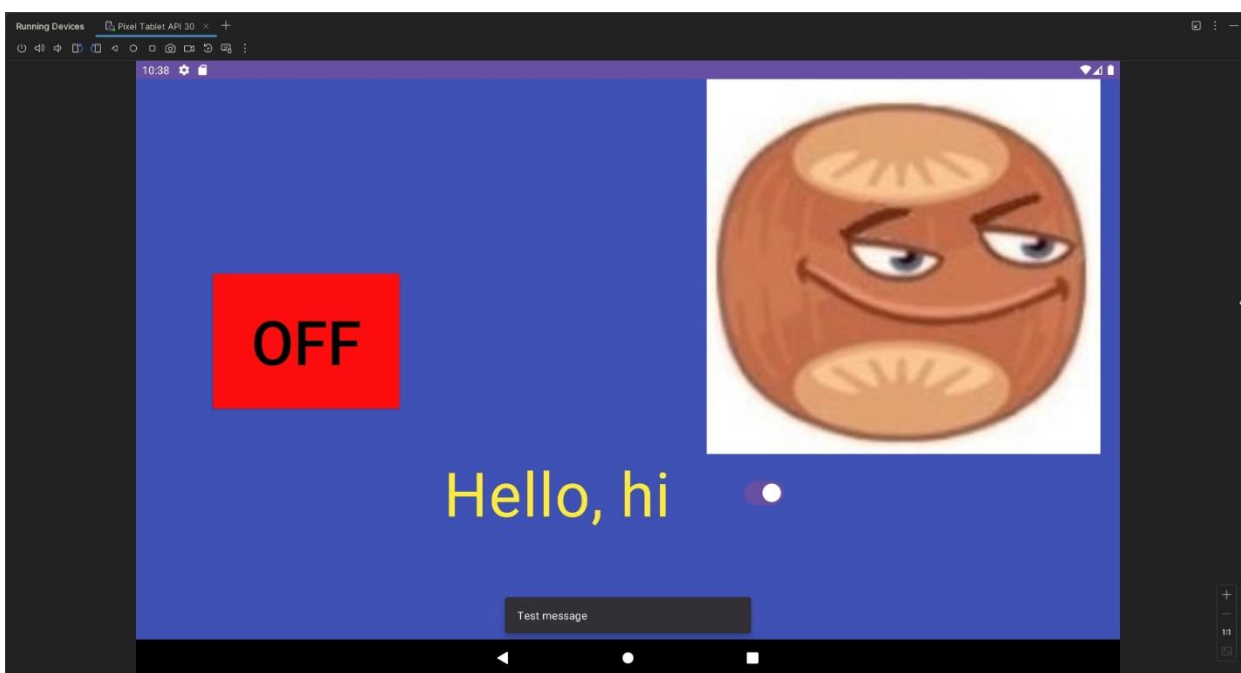 Running Devices
Pixel Tablet API 30
10:38
OFF
Hello, hi
Test message
1:1